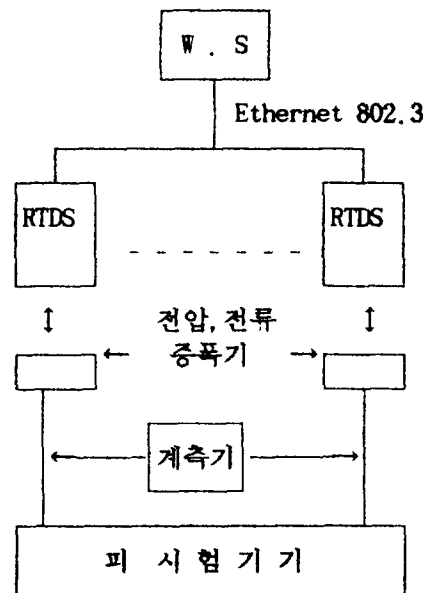 W . S
Ethernet 802.3
RTDS
RTDS
전압, 전류
증폭기
계측기
피 시 험 기 기